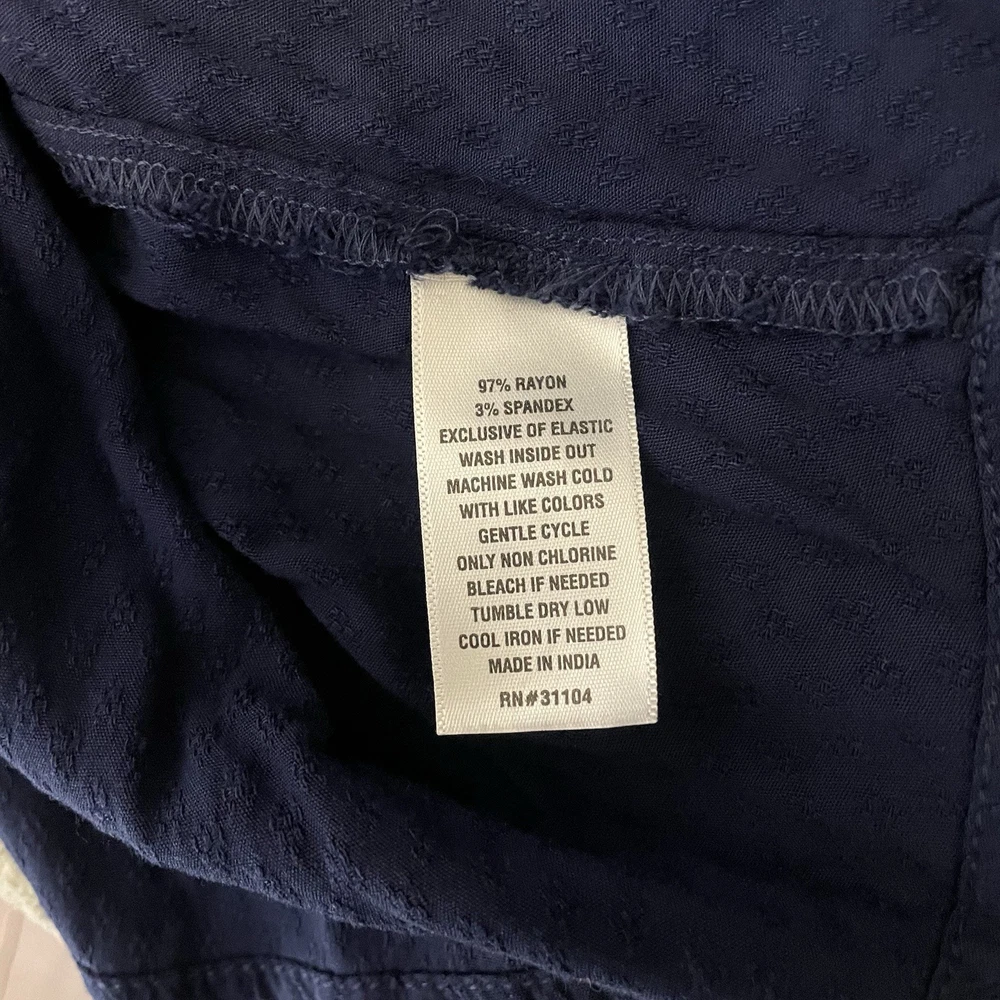 97% RAYON
3% SPANDEX
EXCLUSIVE OF ELASTIC
WASH INSIDE OUT
MACHINE WASH COLD
WITH LIKE COLORS
GENTLE CYCLE
ONLY NON CHLORINE
BLEACH IF NEEDED
TUMBLE DRY LOW
COOL IRON IF NEEDED
MADE IN INDIA
RN#31104